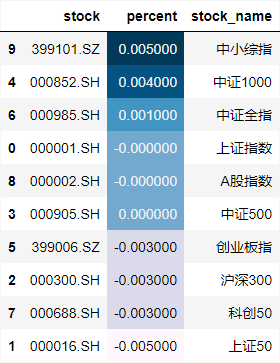 stock percent stock_name
9 399101.SZ 0.005000 中小综指
4 000852.SH 0.004000 中证1000
6 000985.SH 0.001000 中证全指
0 000001.SH -0.000000 上证指数
8 000002.SH -0.000000 A股指数
3 000905.SH 0.000000 中证500
5 399006.SZ -0.003000 创业板指
2 000300.SH -0.003000 沪深300
7 000688.SH -0.003000 科创50
1 000016.SH -0.005000 上证50